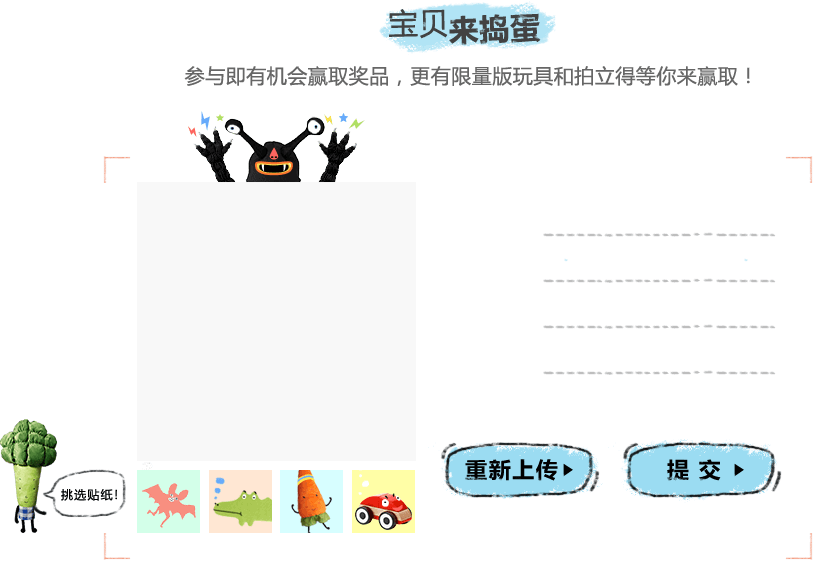 宝贝来捣蛋
参与即有机会赢取奖品，更有限量版玩具和拍立得等你来赢取！
重新上传
提交
挑选贴纸!